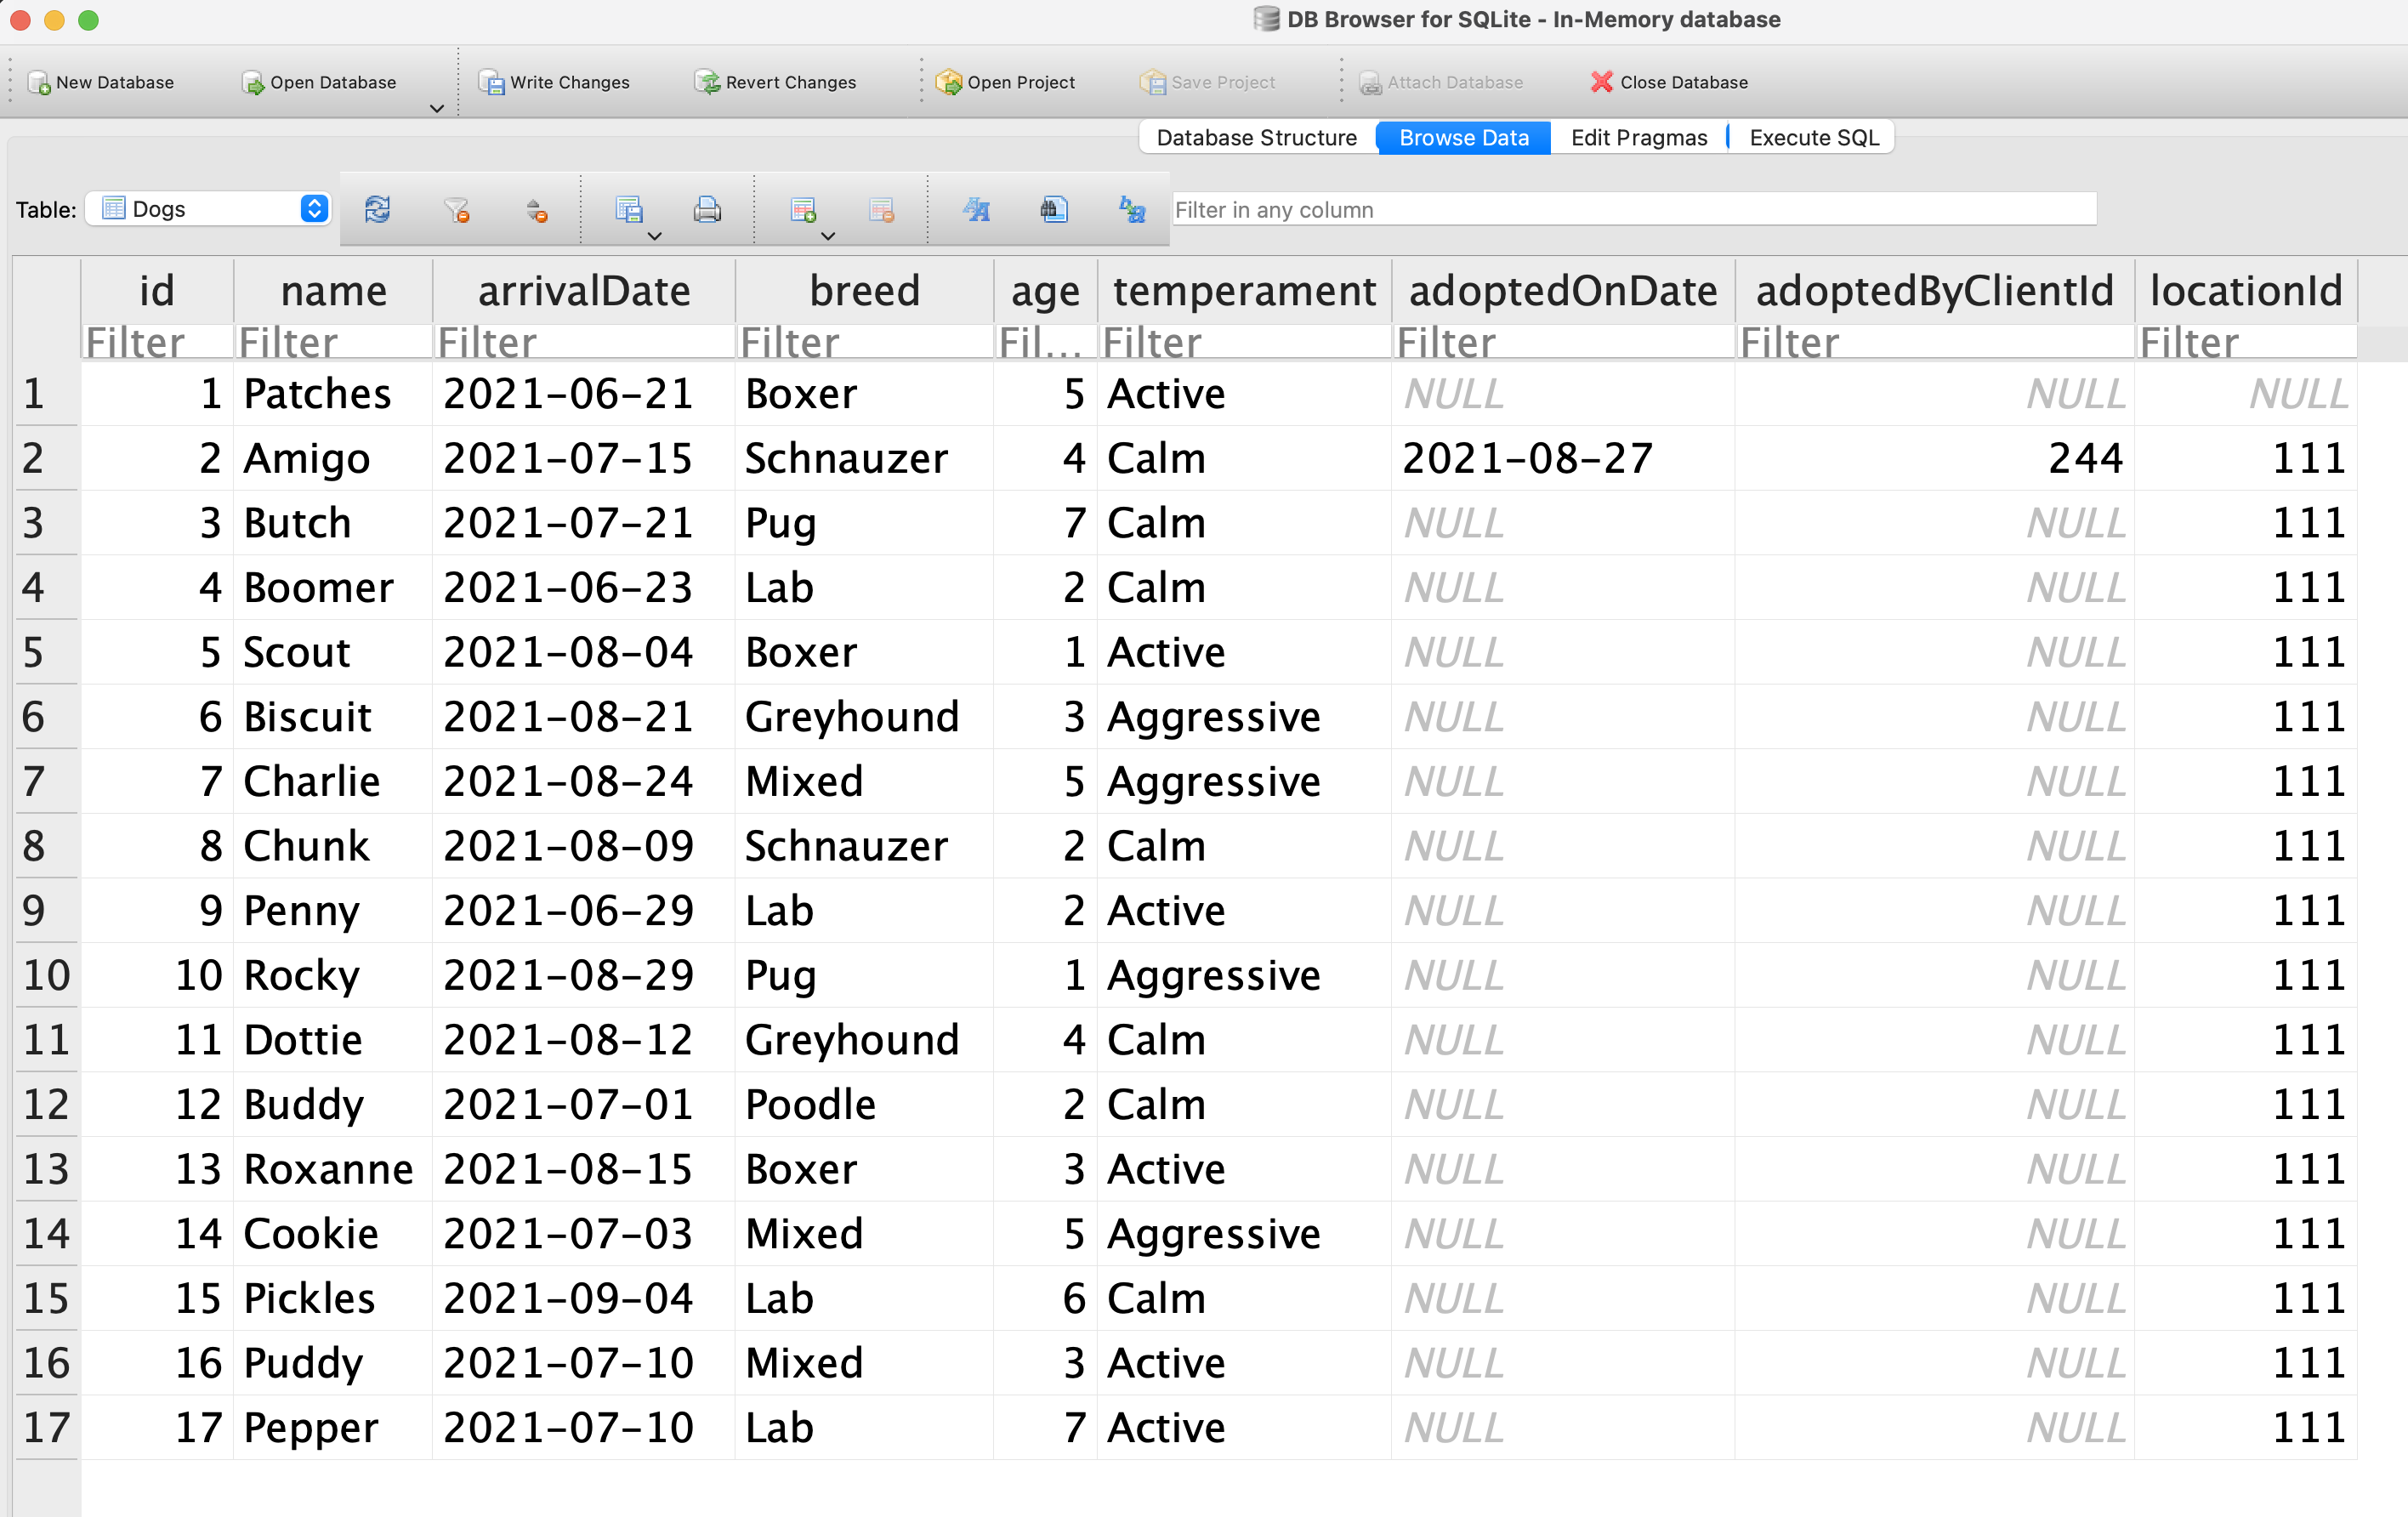 DB Browser for SQLite - In-Memory database
New Database Open Database Write Changes Revert Changes Open Project Save Project Attach Database Close Database
Database Structure Browse Data Edit Pragmas Execute SQL
Table: Dogs Filter in any column
id name arrivalDate breed age temperament adoptedOnDate adoptedByClientId locationId
Filter Filter Filter Filter Fil... Filter Filter Filter Filter
1 1 Patches 2021-06-21 Boxer 5 Active NULL NULL NULL
2 2 Amigo 2021-07-15 Schnauzer 4 Calm 2021-08-27 244 111
3 3 Butch 2021-07-21 Pug 7 Calm NULL NULL 111
4 4 Boomer 2021-06-23 Lab 2 Calm NULL NULL 111
5 5 Scout 2021-08-04 Boxer 1 Active NULL NULL 111
6 6 Biscuit 2021-08-21 Greyhound 3 Aggressive NULL NULL 111
7 7 Charlie 2021-08-24 Mixed 5 Aggressive NULL NULL 111
8 8 Chunk 2021-08-09 Schnauzer 2 Calm NULL NULL 111
9 9 Penny 2021-06-29 Lab 2 Active NULL NULL 111
10 10 Rocky 2021-08-29 Pug 1 Aggressive NULL NULL 111
11 11 Dottie 2021-08-12 Greyhound 4 Calm NULL NULL 111
12 12 Buddy 2021-07-01 Poodle 2 Calm NULL NULL 111
13 13 Roxanne 2021-08-15 Boxer 3 Active NULL NULL 111
14 14 Cookie 2021-07-03 Mixed 5 Aggressive NULL NULL 111
15 15 Pickles 2021-09-04 Lab 6 Calm NULL NULL 111
16 16 Puddy 2021-07-10 Mixed 3 Active NULL NULL 111
17 17 Pepper 2021-07-10 Lab 7 Active NULL NULL 111